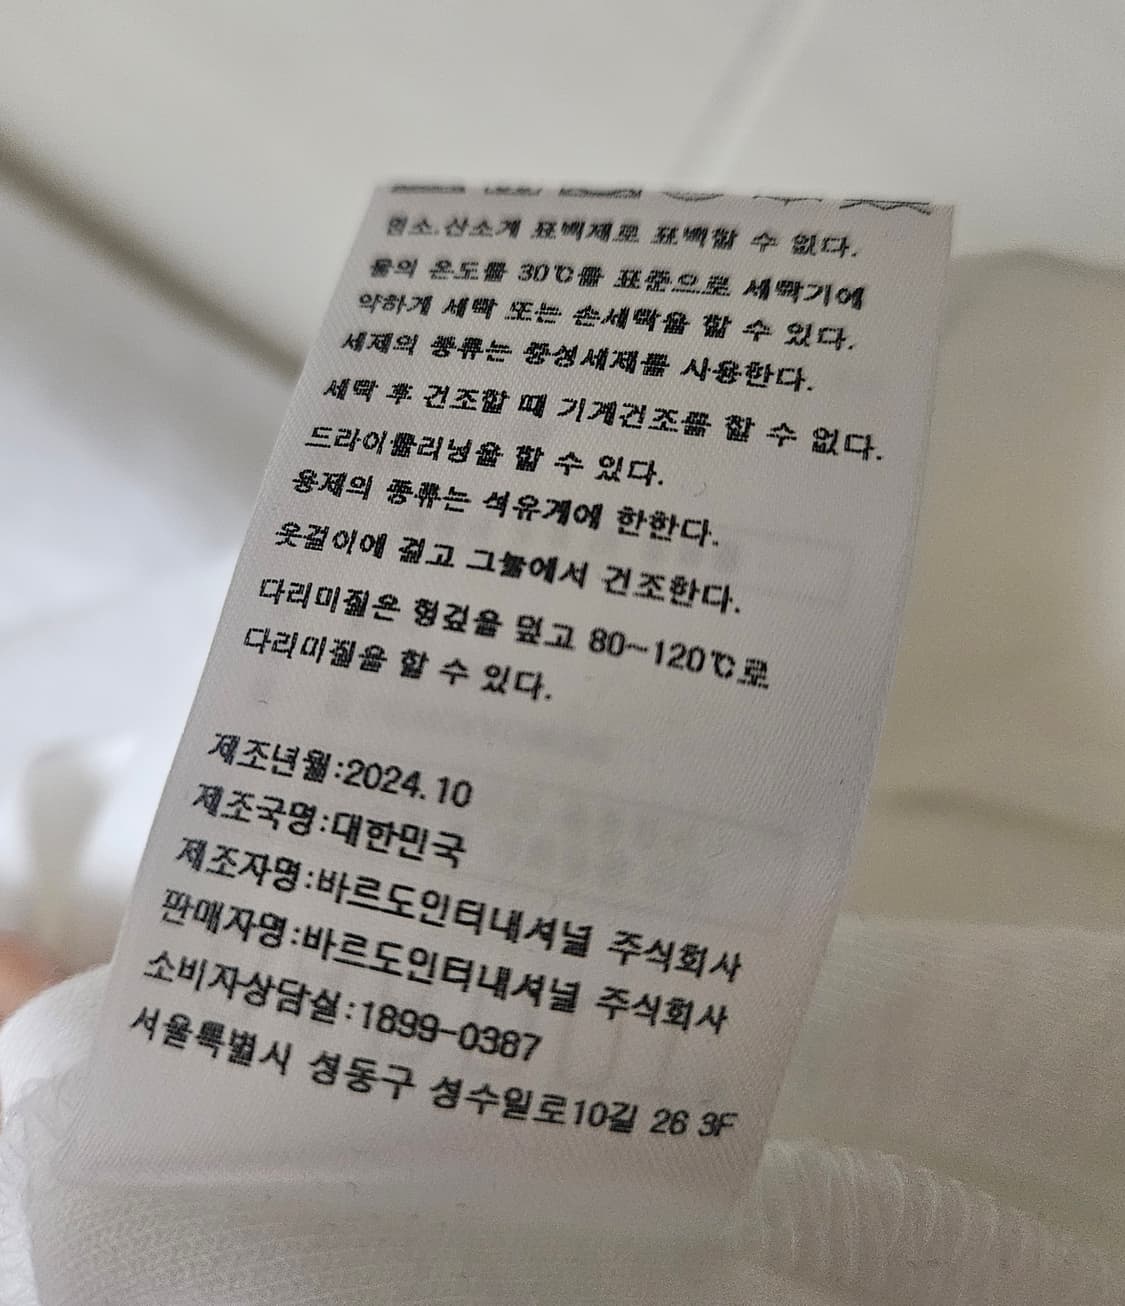 염소.산소계 표백제로 표백할 수 없다.
물의 온도를 30℃를 표준으로 세탁기에
약하게 세탁 또는 손세탁을 할 수 있다.
세제의 종류는 중성세제를 사용한다.
세탁 후 건조할 때 기계건조를 할 수 없다.
드라이클리닝을 할 수 있다.
용제의 종류는 석유계에 한한다.
옷걸이에 걸고 그늘에서 건조한다.
다리미질은 헝겊을 덮고 80~120℃로
다리미질을 할 수 있다.
제조년월:2024.10
제조국명:대한민국
제조자명:바르도인터내셔널 주식회사
판매자명:바르도인터내셔널 주식회사
소비자상담실:1899-0387
서울특별시 성동구 성수일로10길 26 3F